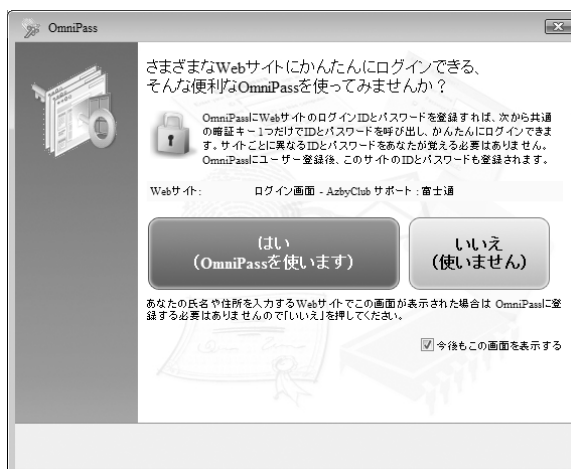 OmniPass
さまざまなWebサイトにかんたんにログインできる、
そんな便利なOmniPassを使ってみませんか？
OmniPassにWebサイトのログインIDとパスワードを登録すれば、次から共通
の暗証キー1つだけでIDとパスワードを呼び出し、かんたんにログインできま
す。サイトごとに異なるIDとパスワードをあなたが覚える必要はありません。
OmniPassにユーザー登録後、このサイトのIDとパスワードも登録されます。
Webサイト: ログイン画面 - AzbyClub サポート : 富士通
はい
（OmniPassを使います）
いいえ
（使いません）
あなたの氏名や住所を入力するWebサイトでこの画面が表示された場合は OmniPassに登
録する必要はありませんので「いいえ」を押してください。
今後もこの画面を表示する